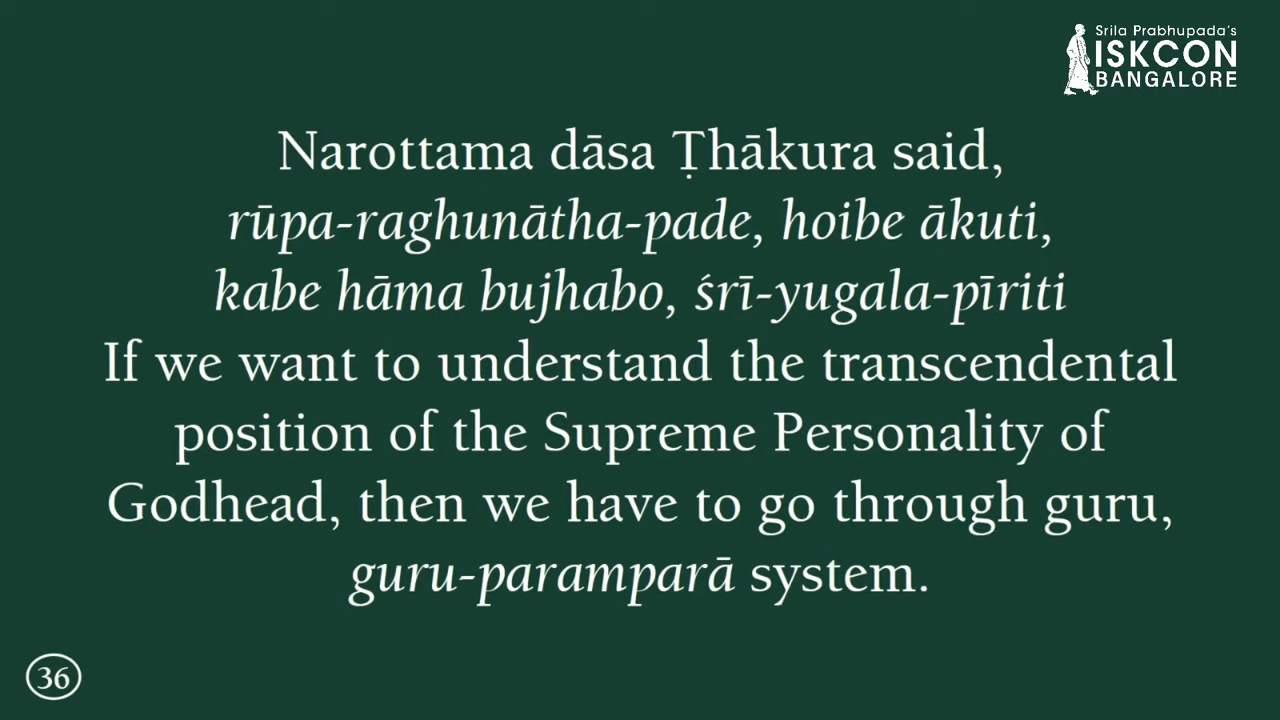 Srila Prabhupada's
ISKCON
BANGALORE
Narottama dāsa Ṭhākura said,
rūpa-raghunātha-pade, hoibe ākuti,
kabe hāma bujhabo, śrī-yugala-pīriti
If we want to understand the transcendental
position of the Supreme Personality of
Godhead, then we have to go through guru,
guru-paramparā system.
36